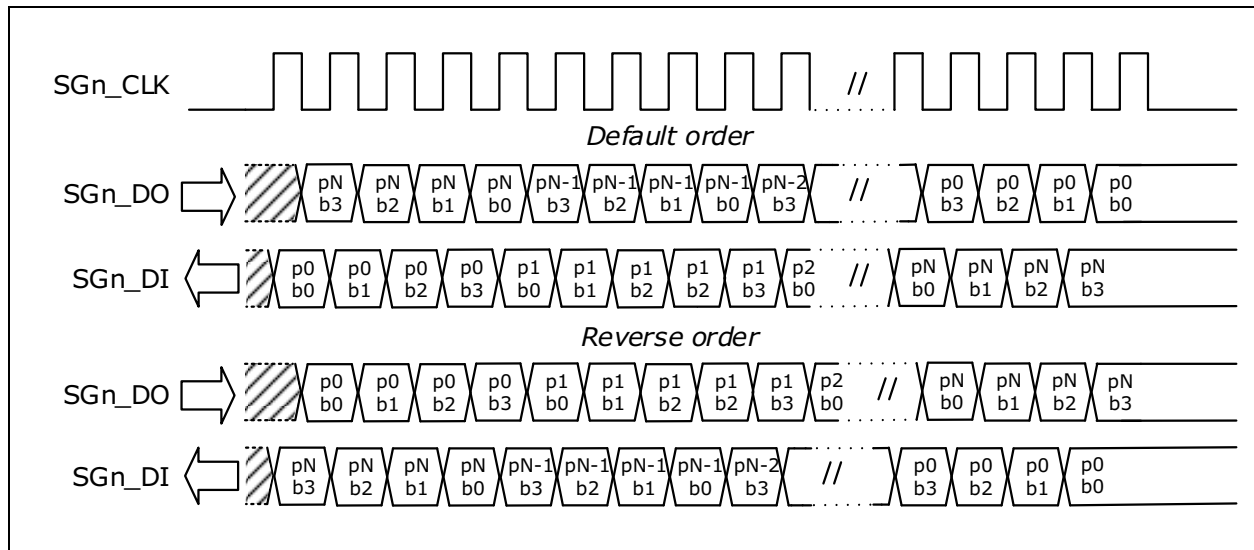 SGn_CLK
//
Default order
SGn_DO
pN pN pN pN pN-1 pN-1 pN-1 pN-1 pN-2 // p0 p0 p0 p0
b3 b2 b1 b0 b3 b2 b1 b0 b3 b3 b2 b1 b0
SGn_DI
p0 p0 p0 p0 p1 p1 p1 p1 p1 p2 // pN pN pN pN
b0 b1 b2 b3 b0 b1 b2 b2 b3 b0 b0 b1 b2 b3
Reverse order
SGn_DO
p0 p0 p0 p0 p1 p1 p1 p1 p1 p2 // pN pN pN pN
b0 b1 b2 b3 b0 b1 b2 b2 b3 b0 b0 b1 b2 b3
SGn_DI
pN pN pN pN pN-1 pN-1 pN-1 pN-1 pN-2 // p0 p0 p0 p0
b3 b2 b1 b0 b3 b2 b1 b0 b3 b3 b2 b1 b0